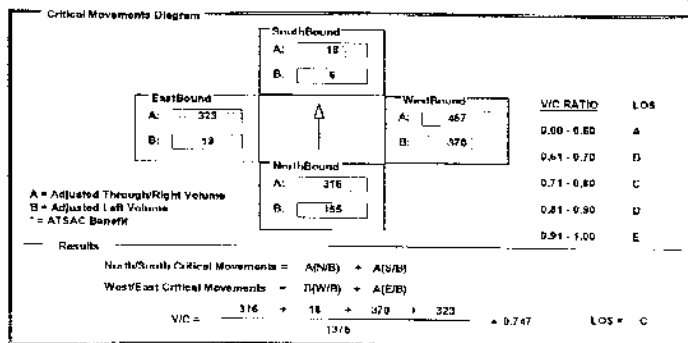 Critical Movements Diagram
SouthBound
A: 18
B: 6
EastBound
A: 323
B:
WestBound
A: 467
B: 370
NorthBound
A: 316
B: 155
A = Adjusted Through/Right Volume
B = Adjusted Left Volume
* = ATSAC Benefit
V/C RATIO LOS
0.00 - 0.60 A
0.61 - 0.70 B
0.71 - 0.80 C
0.81 - 0.90 D
0.91 - 1.00 E
Results
North/South Critical Movements = A(N/B) + A(S/B)
West/East Critical Movements = B(W/B) + A(E/B)
V/C = 316 + 18 + 370 + 323
1375 = 0.747 LOS = C